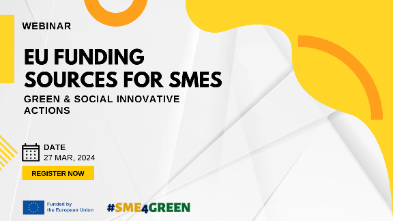 WEBINAR
EU FUNDING
SOURCES FOR SMES
GREEN & SOCIAL INNOVATIVE
ACTIONS
DATE
27 MAR, 2024
REGISTER NOW
Funded by
the European Union
#SME4GREEN